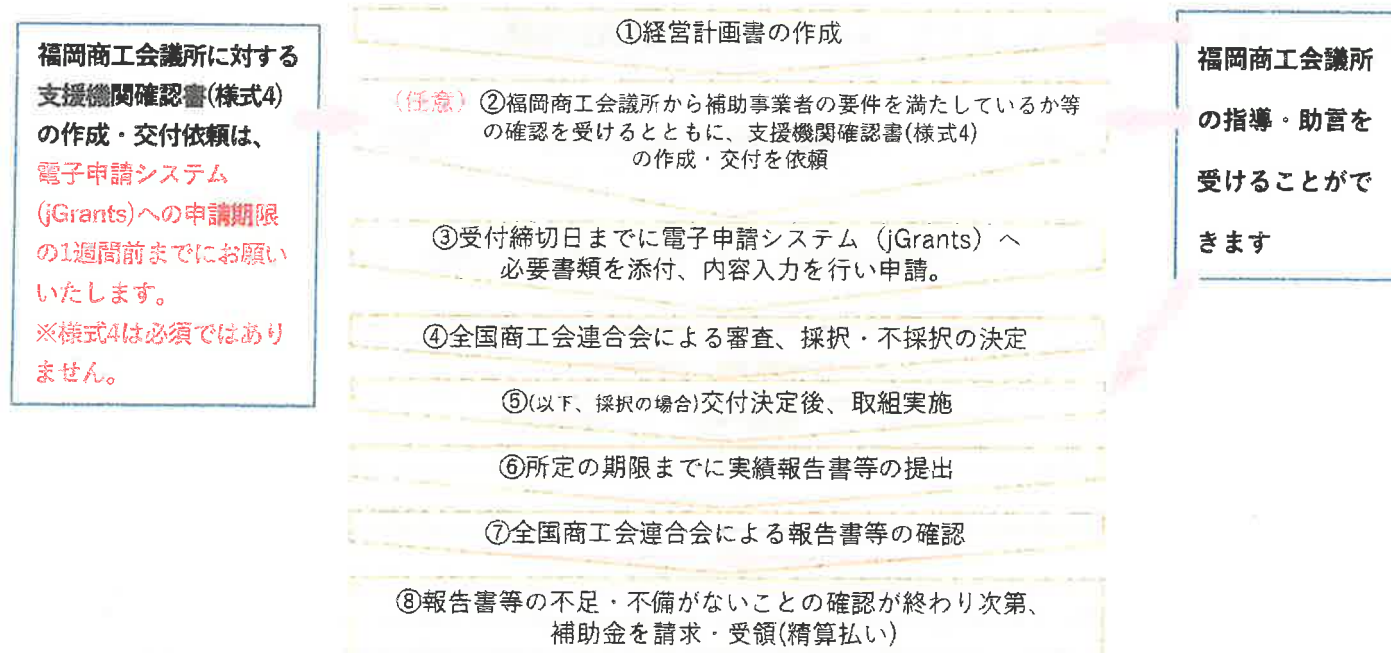 福岡商工会議所に対する
支援機関確認書(様式4)
の作成・交付依頼は、
電子申請システム
(jGrants)への申請期限
の1週間前までにお願い
いたします。
※様式4は必須ではあり
ません。
①経営計画書の作成
(任意) ②福岡商工会議所から補助事業者の要件を満たしているか等
の確認を受けるとともに、支援機関確認書(様式4)
の作成・交付を依頼
③受付締切日までに電子申請システム（jGrants）へ
必要書類を添付、内容入力を行い申請。
④全国商工会連合会による審査、採択・不採択の決定
⑤(以下、採択の場合)交付決定後、取組実施
⑥所定の期限までに実績報告書等の提出
⑦全国商工会連合会による報告書等の確認
⑧報告書等の不足・不備がないことの確認が終わり次第、
補助金を請求・受領(精算払い)
福岡商工会議所
の指導・助言を
受けることがで
きます